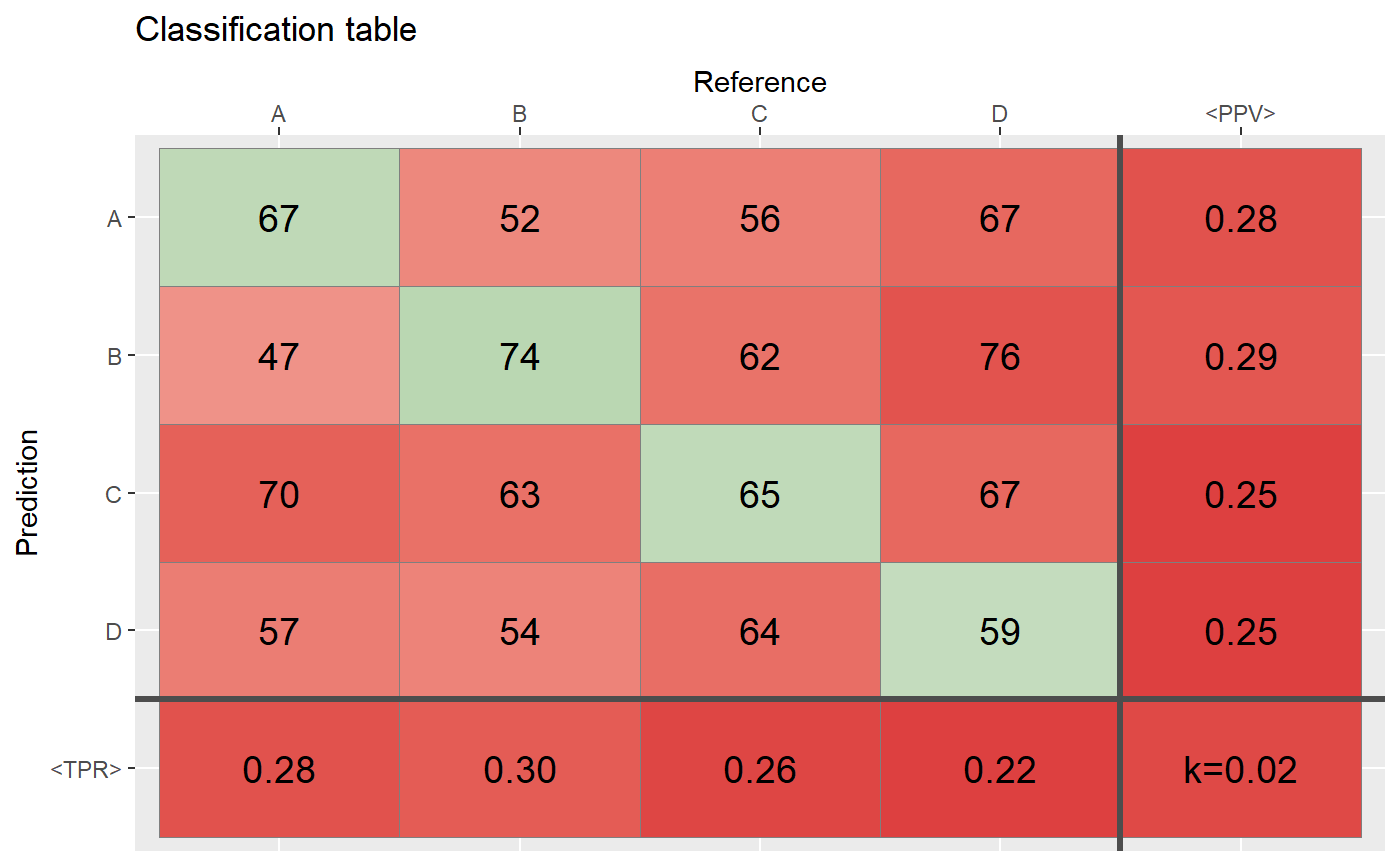 Classification table
Reference
A B C D <PPV>
A 67 52 56 67 0.28
B 47 74 62 76 0.29
C 70 63 65 67 0.25
D 57 54 64 59 0.25
<TPR> 0.28 0.30 0.26 0.22 k=0.02
Prediction